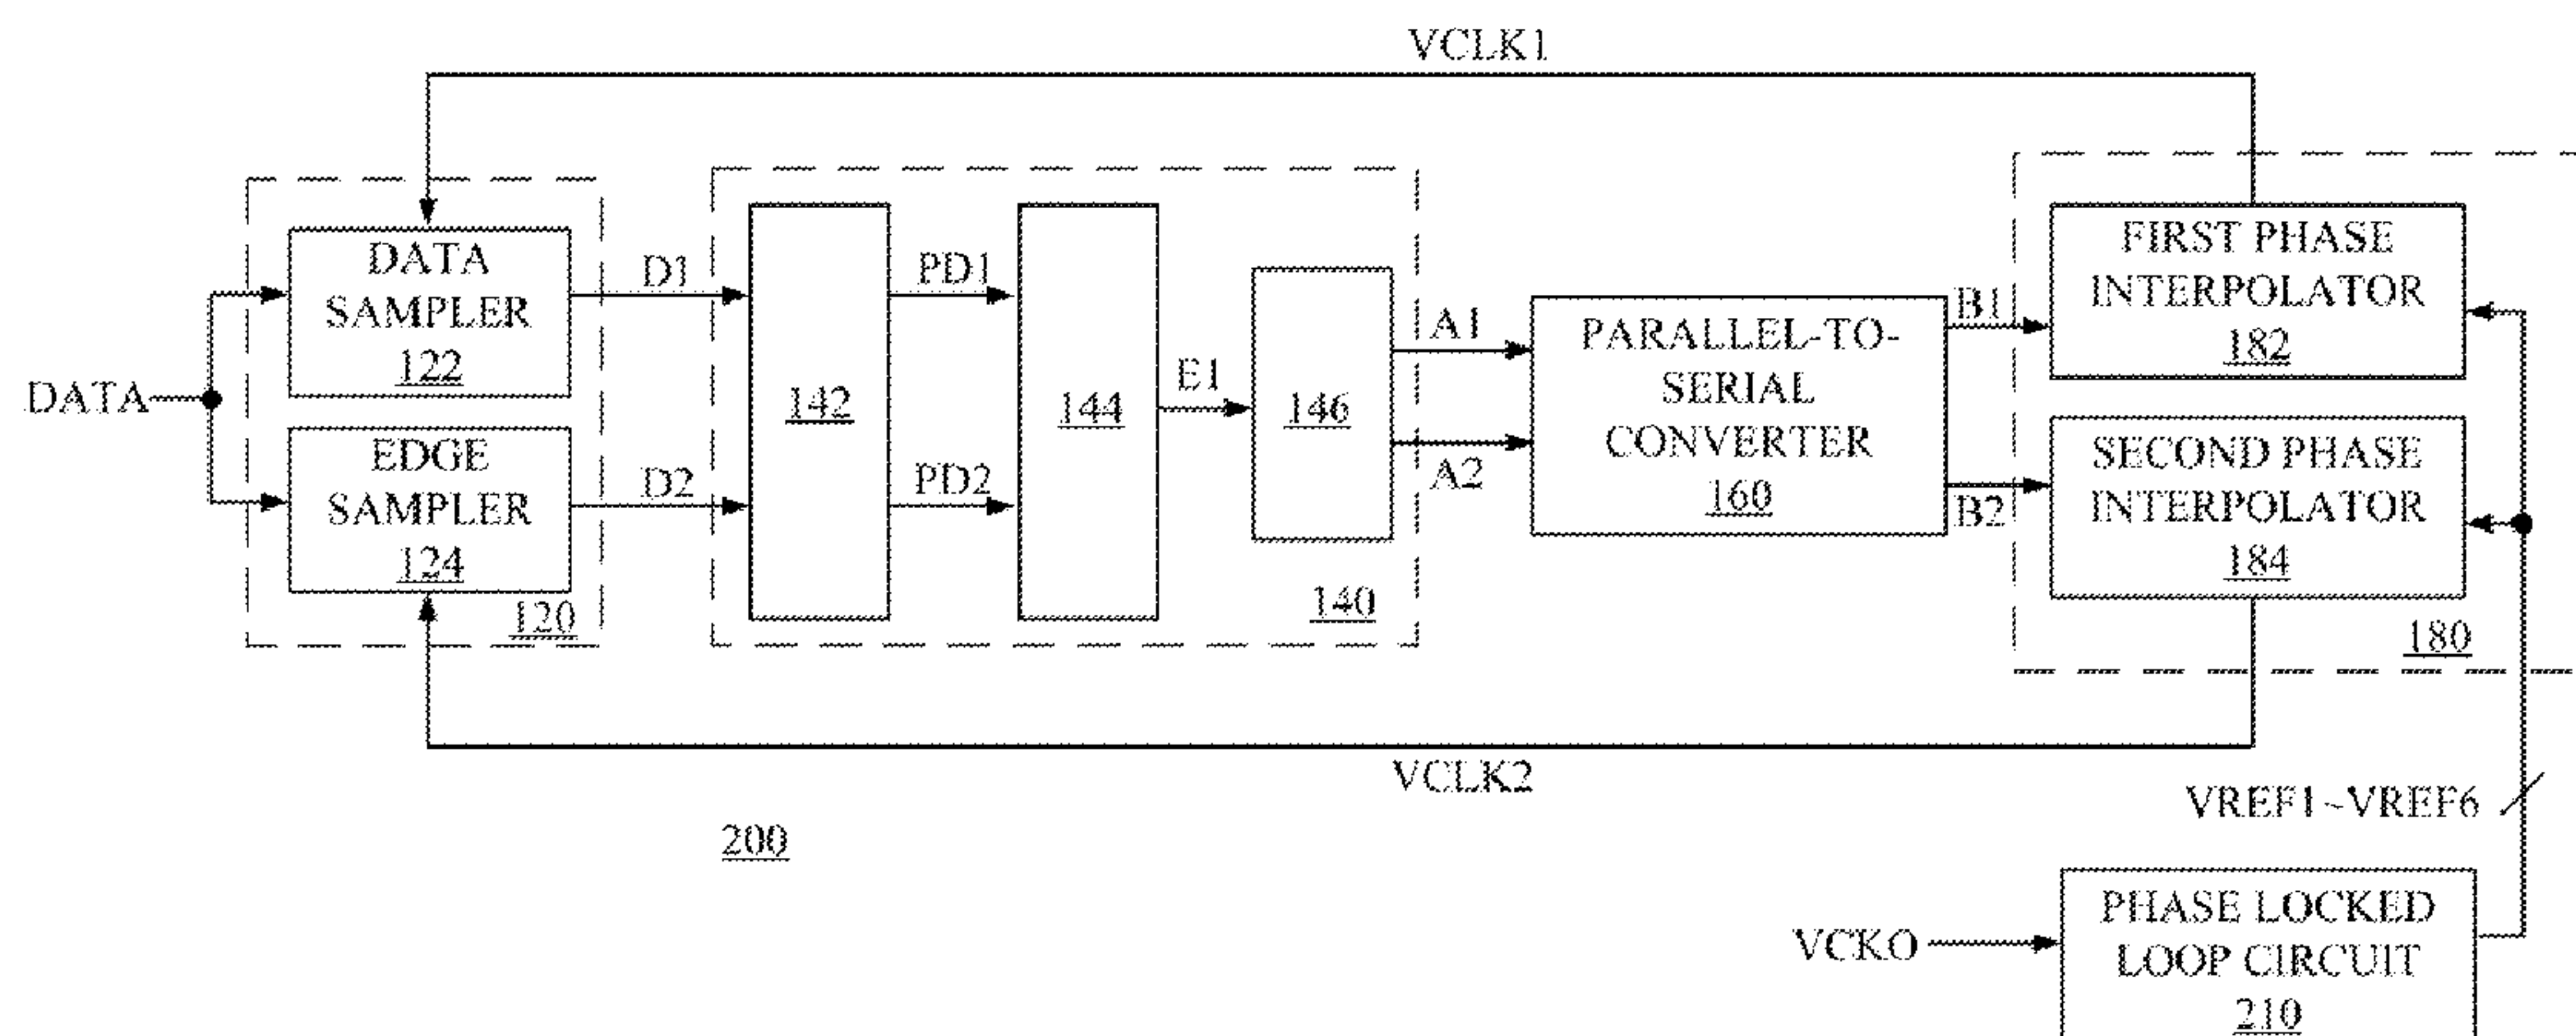 VCLK1
DATA
SAMPLER
122
EDGE
SAMPLER
124
120
DATA
D1
D2
142
PD1
PD2
144
E1
146
140
A1
A2
PARALLEL-TO-
SERIAL
CONVERTER
160
B1
B2
FIRST PHASE
INTERPOLATOR
182
SECOND PHASE
INTERPOLATOR
184
180
VCLK2
VREF1~VREF6
200
VCKO
PHASE LOCKED
LOOP CIRCUIT
210